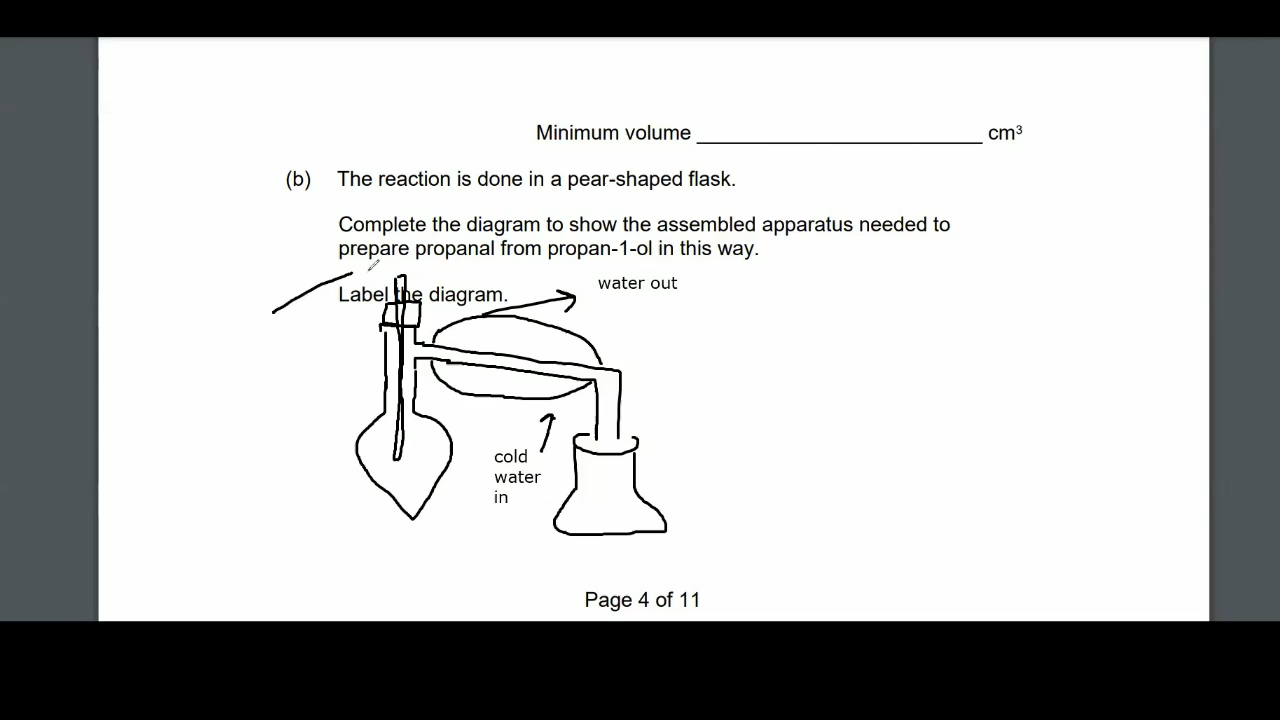 Minimum volume __________________________ cm³
(b) The reaction is done in a pear-shaped flask.
Complete the diagram to show the assembled apparatus needed to
prepare propanal from propan-1-ol in this way.
Label the diagram.
water out
cold
water
in
Page 4 of 11